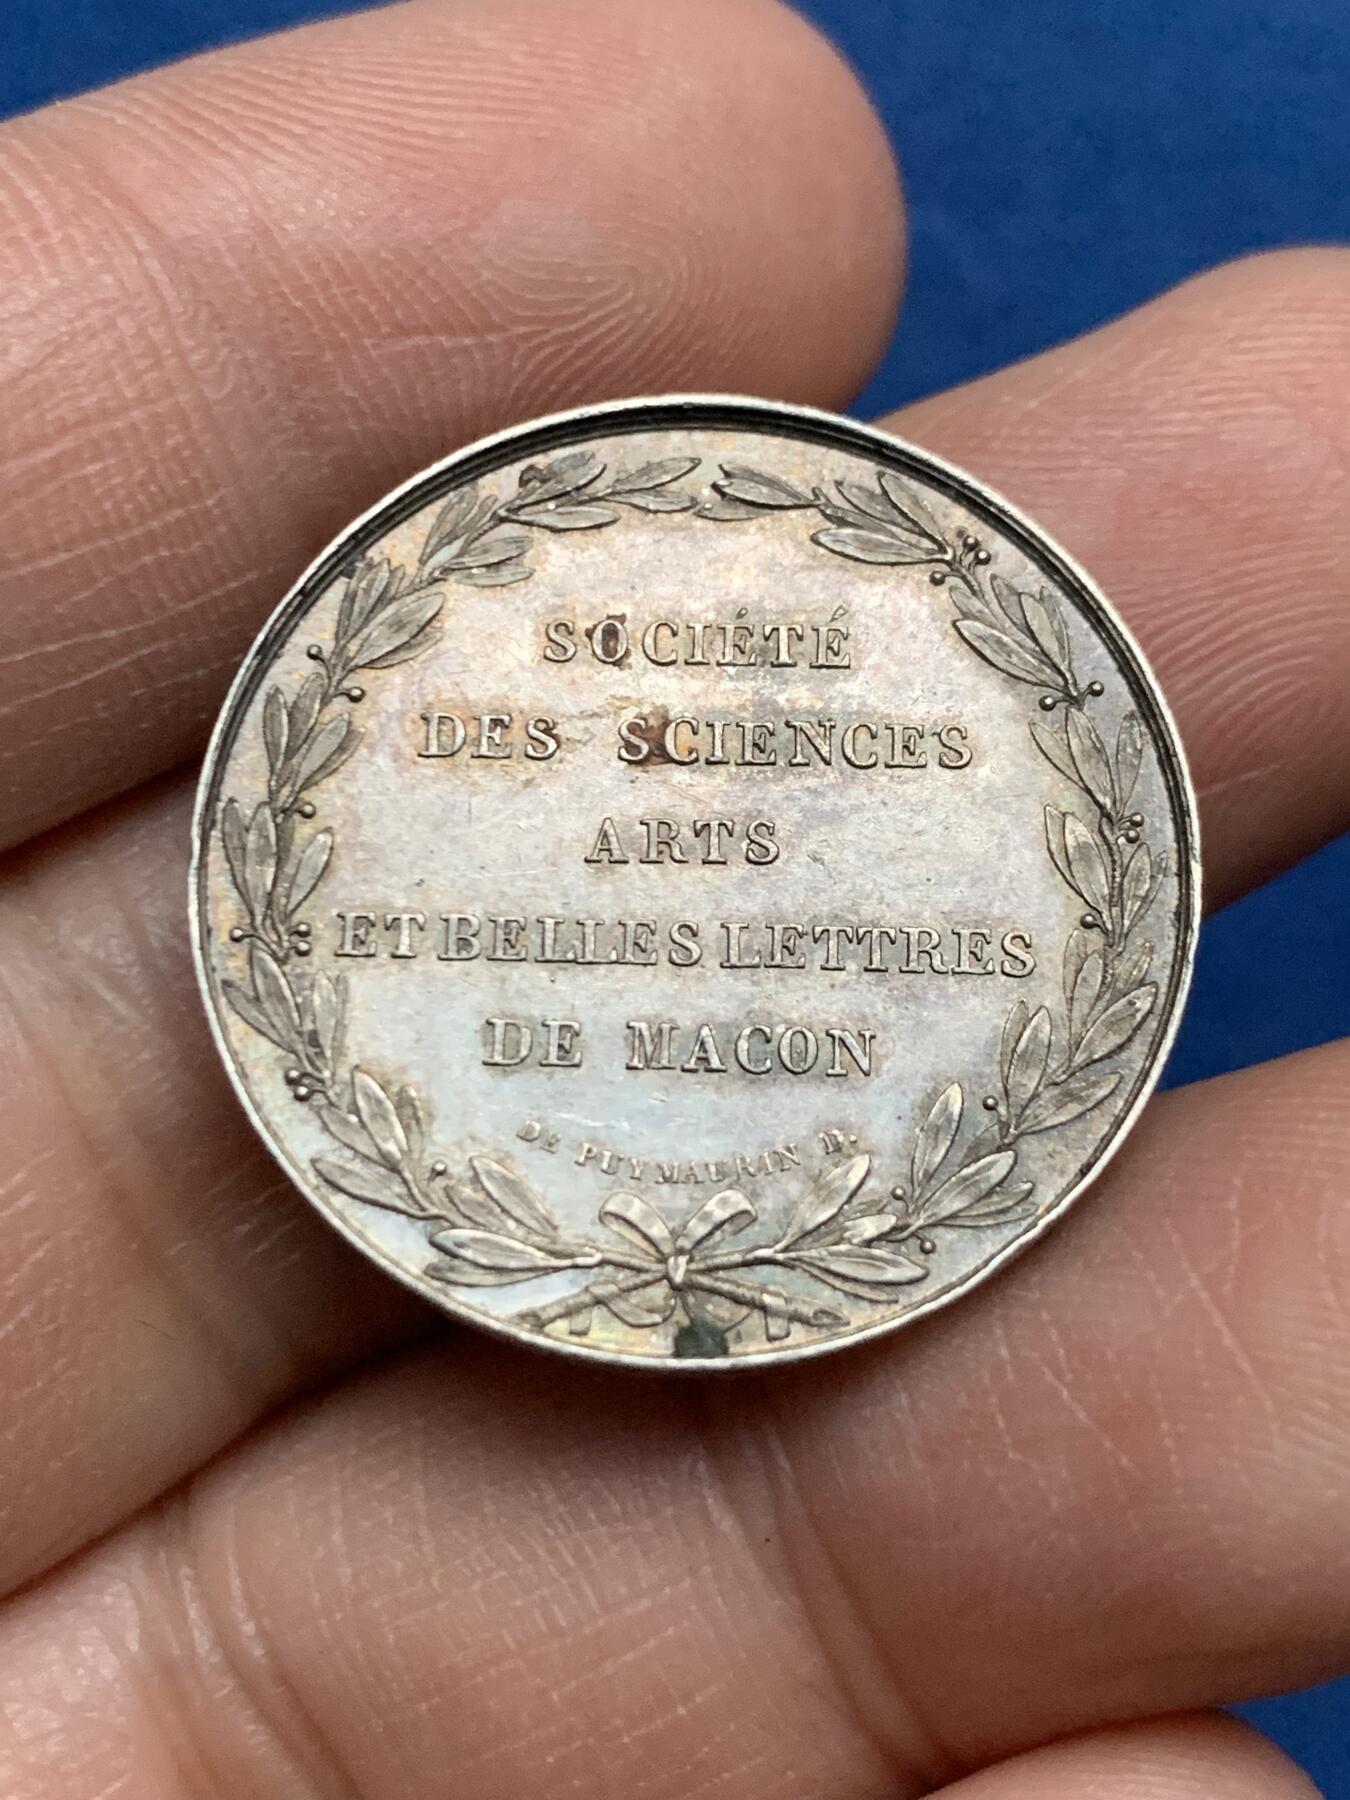 SOCIÉTÉ
DES SCIENCES
ARTS
ET BELLES LETTRES
DE MACON
DE PUYMAURIN D.